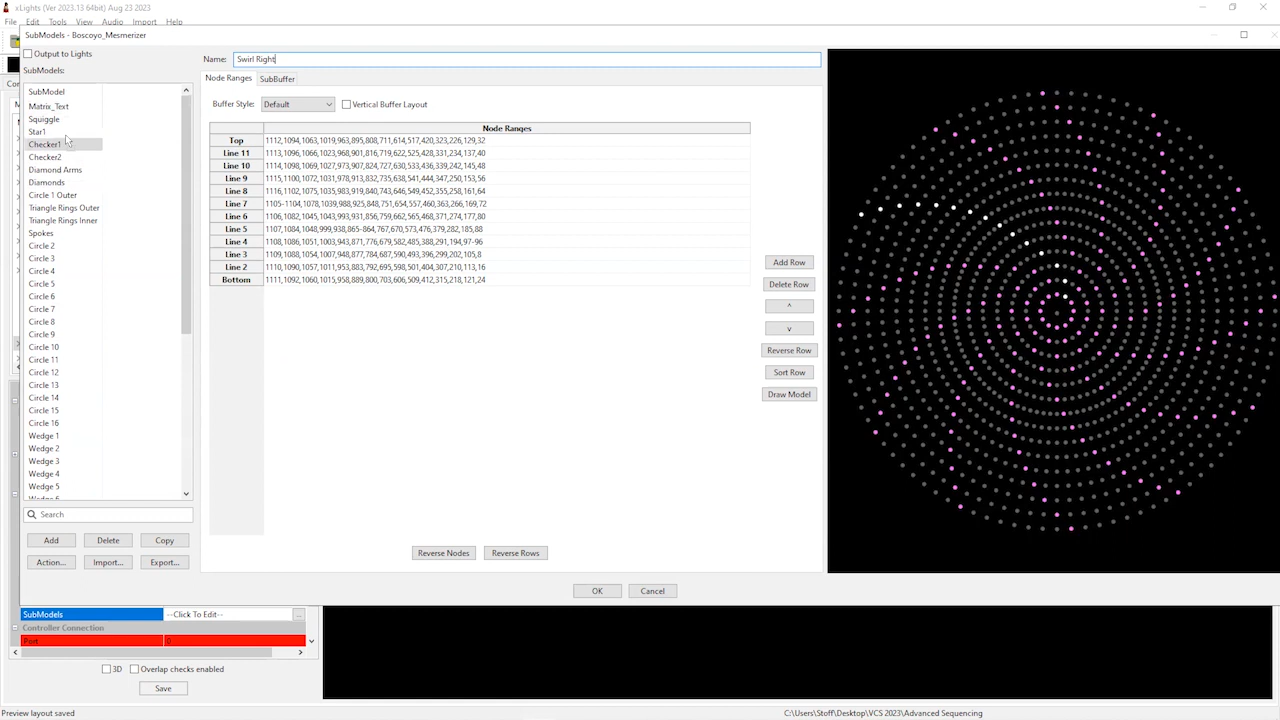 xLights (Ver 2023.13 64bit) Aug 23 2023
File Edit Tools View Audio Import Help
SubModels - Boscoyo_Mesmerizer
Output to Lights
SubModels:
SubModel
Matrix_Text
Squiggle
Star1
Checker1
Checker2
Diamond Arms
Diamonds
Circle 1 Outer
Triangle Rings Outer
Triangle Rings Inner
Spokes
Circle 2
Circle 3
Circle 4
Circle 5
Circle 6
Circle 7
Circle 8
Circle 9
Circle 10
Circle 11
Circle 12
Circle 13
Circle 14
Circle 15
Circle 16
Wedge 1
Wedge 2
Wedge 3
Wedge 4
Wedge 5
Wedge 6
Search
Add Delete Copy
Action... Import... Export...
Name: Swirl Right
Node Ranges SubBuffer
Buffer Style: Default Vertical Buffer Layout
Node Ranges
Top 1112,1094,1063,1019,963,895,808,711,614,517,420,323,226,129,32
Line 11 1113,1096,1066,1023,968,901,816,719,622,525,428,331,234,137,40
Line 10 1114,1098,1069,1027,973,907,824,727,630,533,436,339,242,145,48
Line 9 1115,1100,1072,1031,978,913,832,735,638,541,444,347,250,153,56
Line 8 1116,1102,1075,1035,983,919,840,743,646,549,452,355,258,161,64
Line 7 1105-1104,1078,1039,988,925,848,751,654,557,460,363,266,169,72
Line 6 1106,1082,1045,1043,993,931,856,759,662,565,468,371,274,177,80
Line 5 1107,1084,1048,999,938,865-864,767,670,573,476,379,282,185,88
Line 4 1108,1086,1051,1003,943,871,776,679,582,485,388,291,194,97-96
Line 3 1109,1088,1054,1007,948,877,784,687,590,493,396,299,202,105,8
Line 2 1110,1090,1057,1011,953,883,792,695,598,501,404,307,210,113,16
Bottom 1111,1092,1060,1015,958,889,800,703,606,509,412,315,218,121,24
Add Row
Delete Row
^
v
Reverse Row
Sort Row
Draw Model
Reverse Nodes Reverse Rows
OK Cancel
SubModels --Click To Edit-- ...
Controller Connection
Port 0
3D Overlap checks enabled
Save
Preview layout saved C:\Users\Stoff\Desktop\VCS 2023\Advanced Sequencing